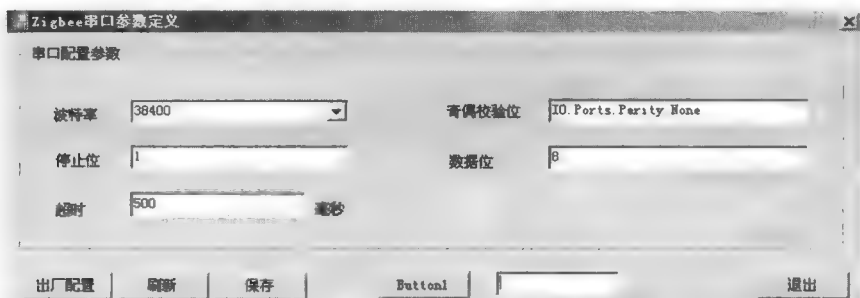 Zigbee串口参数定义
串口配置参数
波特率 38400 奇偶校验位 IO.Ports.Parity None
停止位 1 数据位 8
超时 500 毫秒
出厂配置 刷新 保存 Button1 退出